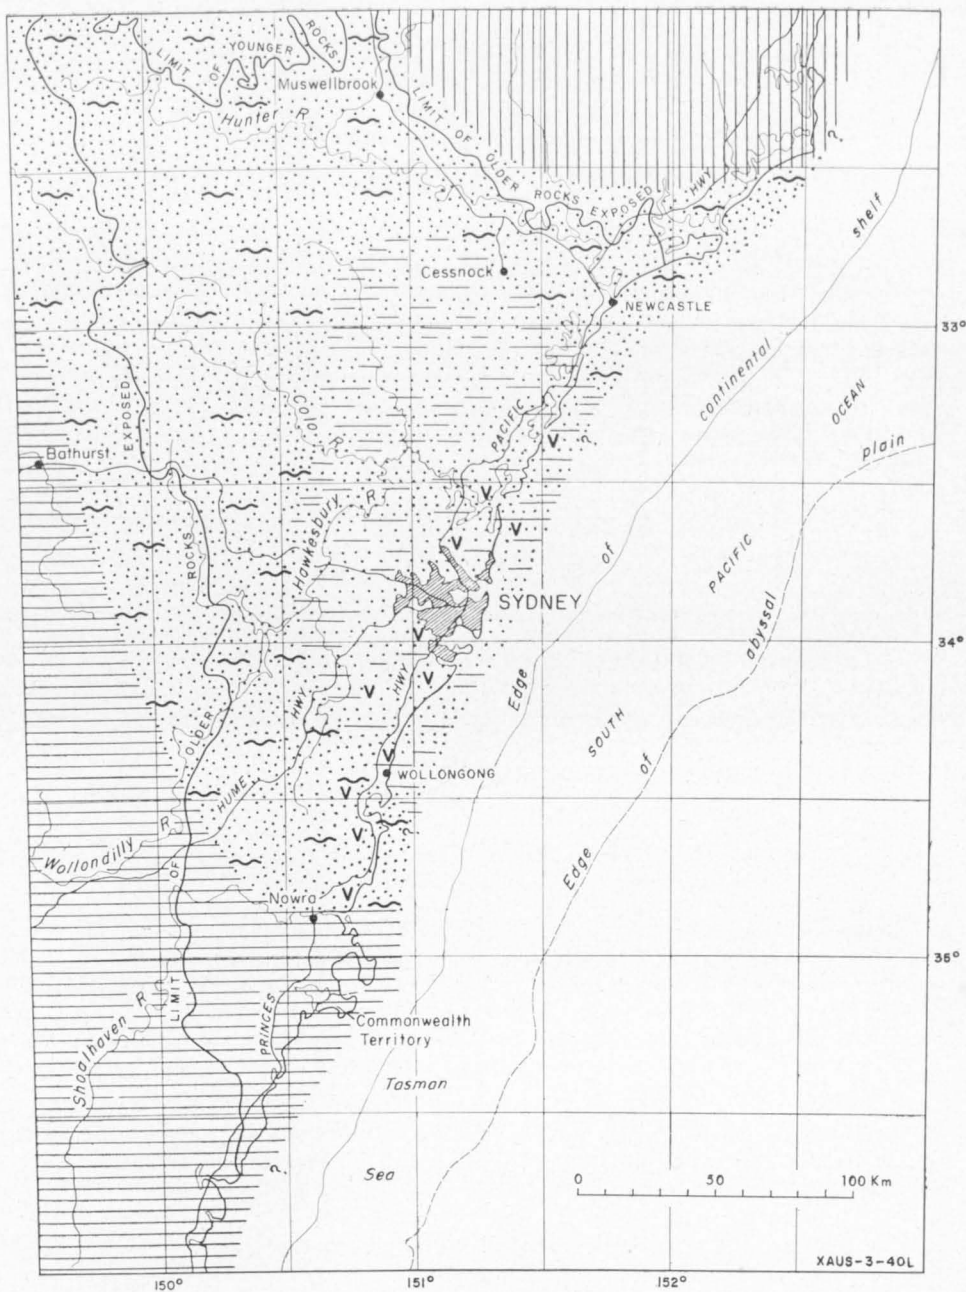 LIMIT OF YOUNGER ROCKS
Muswellbrook
Hunter R
LIMIT OF OLDER ROCKS EXPOSED
HWY
?
shelf
Cessnock
NEWCASTLE
33°
continental
EXPOSED
Colo R
PACIFIC
OCEAN
V
?
plain
Bathurst
Hawkesbury R
V
V
V
ROCKS
of
PACIFIC
SYDNEY
abyssal
V
34°
HWY
HWY
V
V
Edge
OLDER
SOUTH
V
of
WOLLONGONG
HUME
V
R
V
?
Wollondilly
Edge
OF
V
Nowra
35°
LIMIT
R
PRINCES
Commonwealth
Territory
Shoalhaven
Tasman
?
Sea
0 50 100 Km
XAUS-3-40L
150° 151° 152°